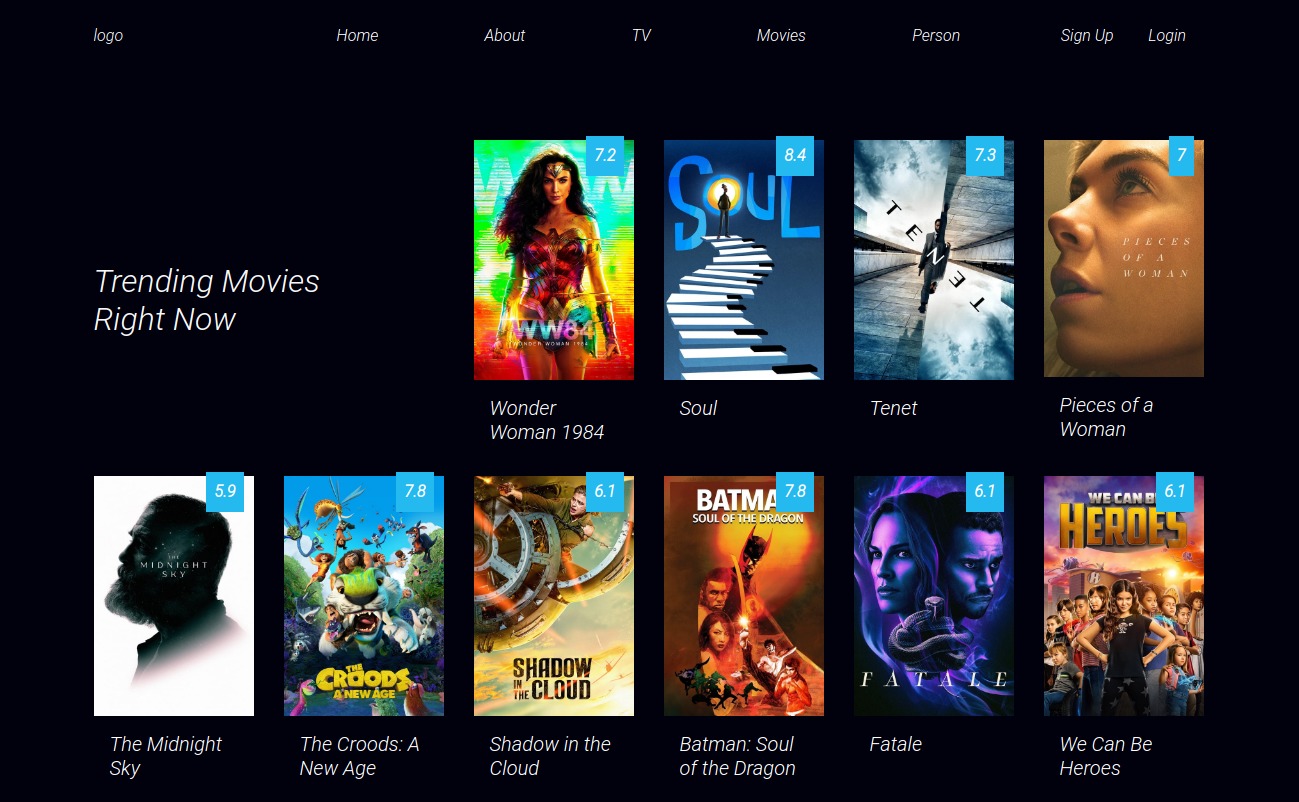 logo
Home
About
TV
Movies
Person
Sign Up
Login
Trending Movies
Right Now
7.2
WW84
WONDER WOMAN 1984
Wonder
Woman 1984
8.4
SOUL
Soul
7.3
TENET
Tenet
7
PIECES
OF A
WOMAN
Pieces of a
Woman
5.9
THE
MIDNIGHT
SKY
The Midnight
Sky
7.8
THE
CROODS
A NEW AGE
The Croods: A
New Age
6.1
SHADOW
IN THE CLOUD
Shadow in the
Cloud
7.8
BATMA
SOUL OF THE DRAGON
Batman: Soul
of the Dragon
6.1
FATALE
Fatale
6.1
WE CAN B
HEROES
We Can Be
Heroes